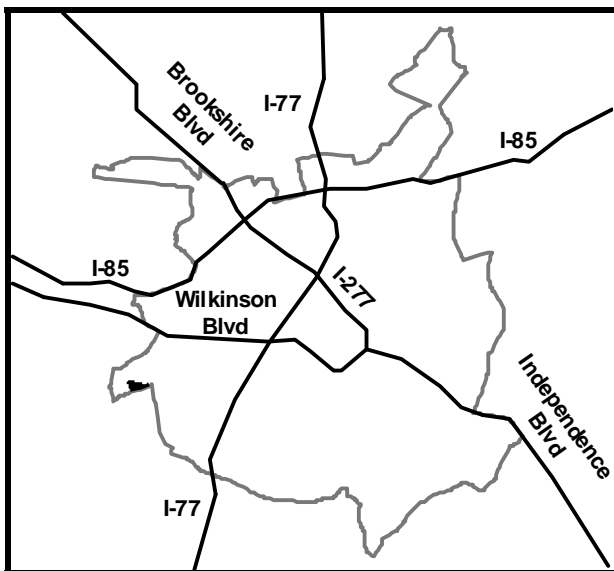 Brookshire
Blvd
I-77
I-85
I-85
Wilkinson
Blvd
I-277
Independence
Blvd
I-77